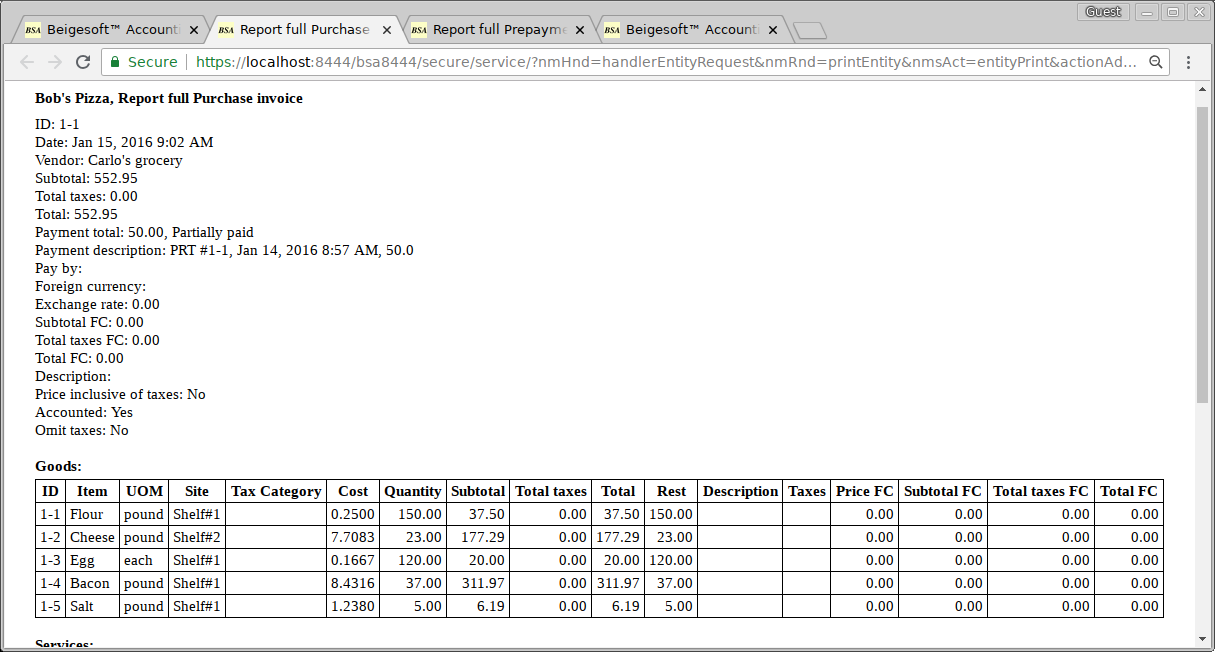 Guest
BSA Beigesoft™ Account
BSA Report full Purchase
BSA Report full Prepayme
BSA Beigesoft™ Account
Secure https://localhost:8444/bsa8444/secure/service/?nmHnd=handlerEntityRequest&nmRnd=printEntity&nmsAct=entityPrint&actionAd...
Bob's Pizza, Report full Purchase invoice
ID: 1-1
Date: Jan 15, 2016 9:02 AM
Vendor: Carlo's grocery
Subtotal: 552.95
Total taxes: 0.00
Total: 552.95
Payment total: 50.00, Partially paid
Payment description: PRT #1-1, Jan 14, 2016 8:57 AM, 50.0
Pay by:
Foreign currency:
Exchange rate: 0.00
Subtotal FC: 0.00
Total taxes FC: 0.00
Total FC: 0.00
Description:
Price inclusive of taxes: No
Accounted: Yes
Omit taxes: No
Goods:
ID Item UOM Site Tax Category Cost Quantity Subtotal Total taxes Total Rest Description Taxes Price FC Subtotal FC Total taxes FC Total FC
1-1 Flour pound Shelf#1 0.2500 150.00 37.50 0.00 37.50 150.00 0.00 0.00 0.00 0.00
1-2 Cheese pound Shelf#2 7.7083 23.00 177.29 0.00 177.29 23.00 0.00 0.00 0.00 0.00
1-3 Egg each Shelf#1 0.1667 120.00 20.00 0.00 20.00 120.00 0.00 0.00 0.00 0.00
1-4 Bacon pound Shelf#1 8.4316 37.00 311.97 0.00 311.97 37.00 0.00 0.00 0.00 0.00
1-5 Salt pound Shelf#1 1.2380 5.00 6.19 0.00 6.19 5.00 0.00 0.00 0.00 0.00
Services: